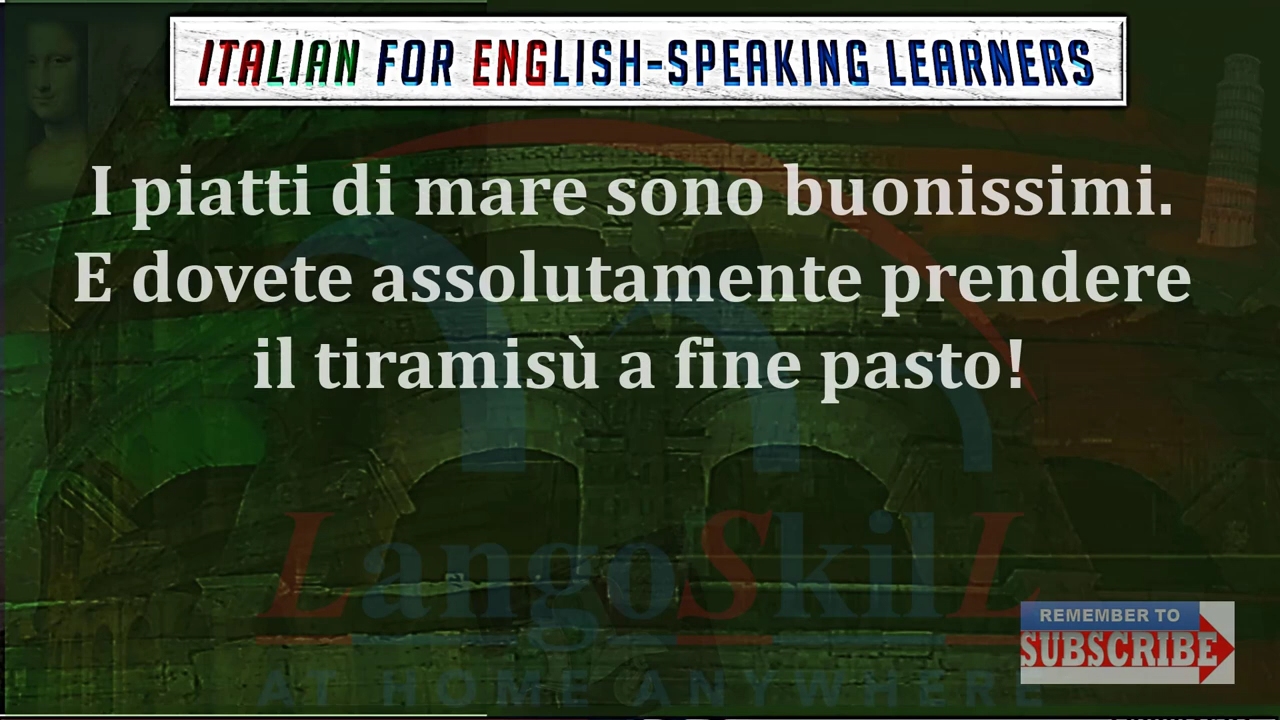 ITALIAN FOR ENGLISH-SPEAKING LEARNERS
I piatti di mare sono buonissimi.
E dovete assolutamente prendere
il tiramisù a fine pasto!
LangoSkilL
AT HOME ANYWHERE
REMEMBER TO
SUBSCRIBE